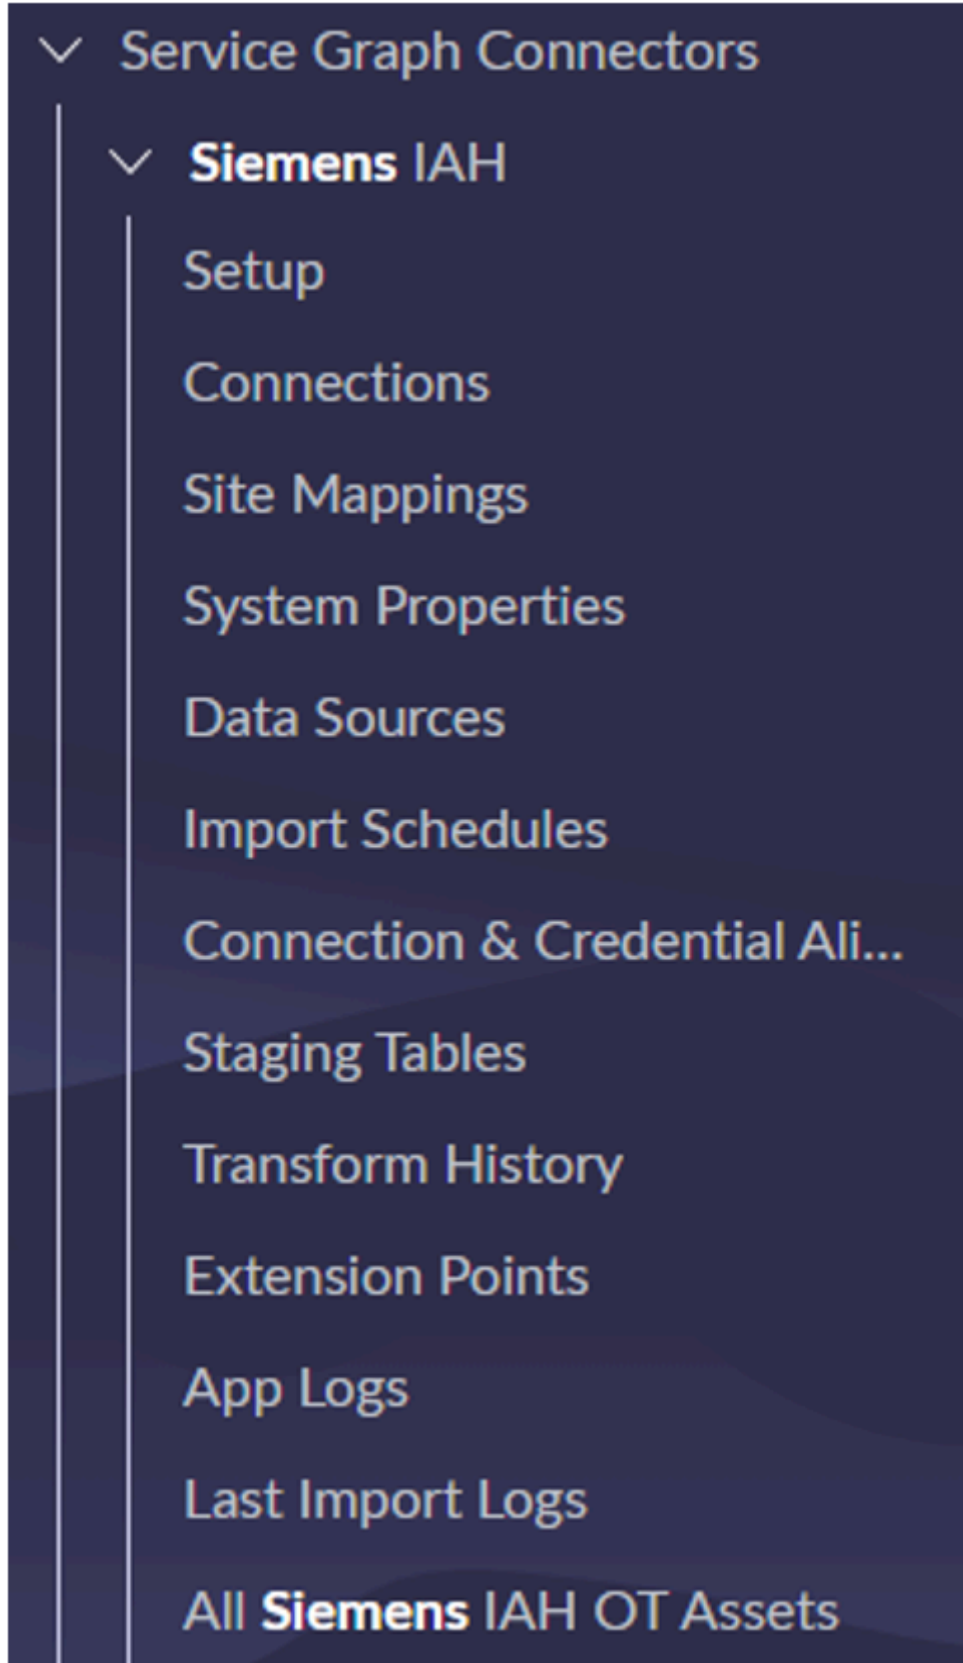 Service Graph Connectors
Siemens IAH
Setup
Connections
Site Mappings
System Properties
Data Sources
Import Schedules
Connection & Credential Ali...
Staging Tables
Transform History
Extension Points
App Logs
Last Import Logs
All Siemens IAH OT Assets